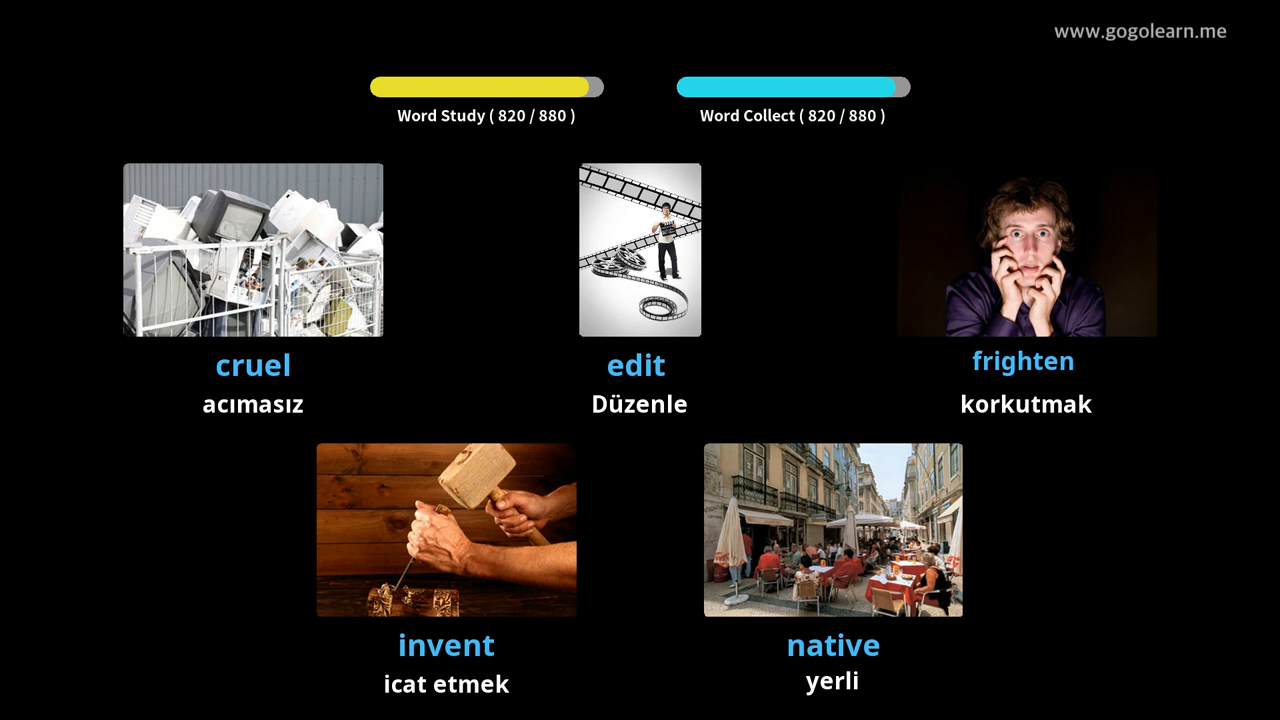 www.gogolearn.me
Word Study ( 820 / 880 )
Word Collect ( 820 / 880 )
cruel
acımasız
edit
Düzenle
frighten
korkutmak
invent
icat etmek
native
yerli